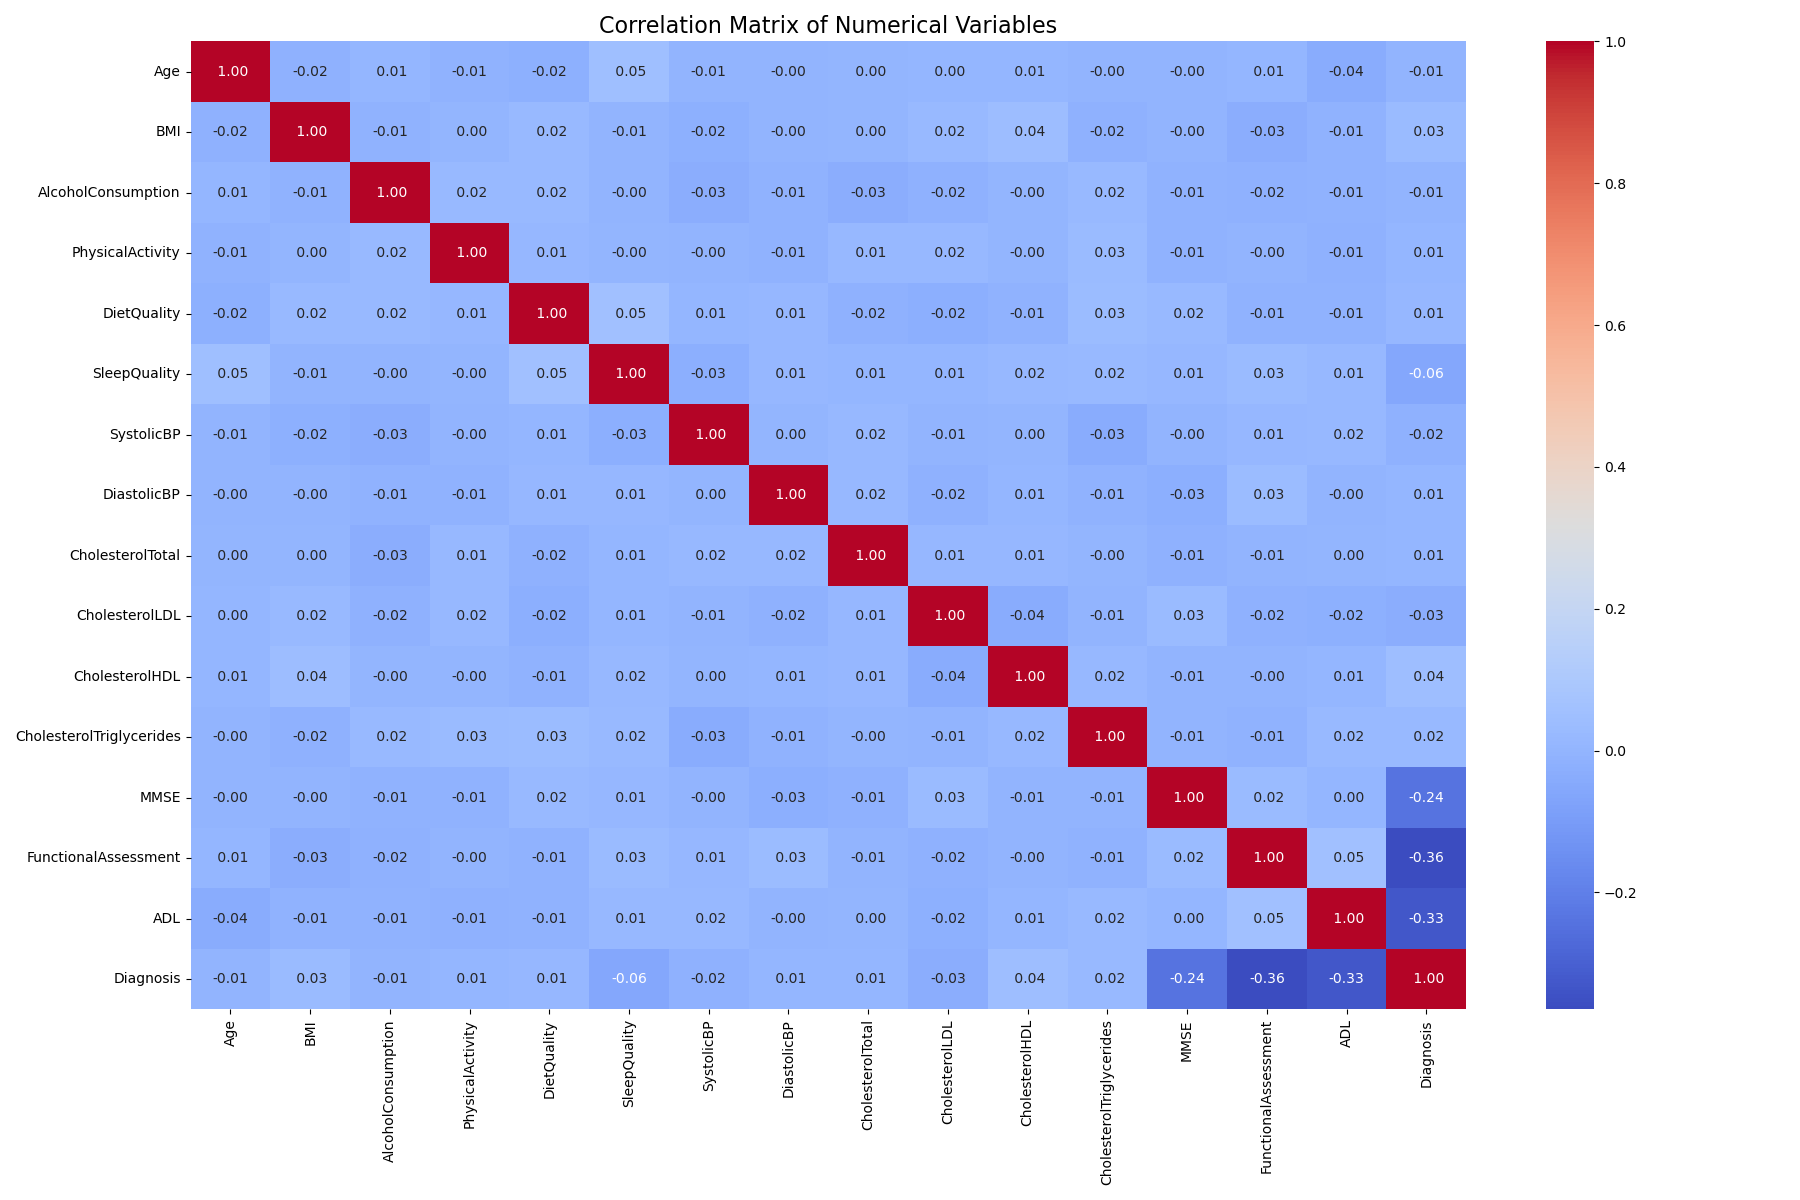 Correlation Matrix of Numerical Variables
Age 1.00 -0.02 0.01 -0.01 -0.02 0.05 -0.01 -0.00 0.00 0.00 0.01 -0.00 -0.00 0.01 -0.04 -0.01
BMI -0.02 1.00 -0.01 0.00 0.02 -0.01 -0.02 -0.00 0.00 0.02 0.04 -0.02 -0.00 -0.03 -0.01 0.03
AlcoholConsumption 0.01 -0.01 1.00 0.02 0.02 -0.00 -0.03 -0.01 -0.03 -0.02 -0.00 0.02 -0.01 -0.02 -0.01 -0.01
PhysicalActivity -0.01 0.00 0.02 1.00 0.01 -0.00 -0.00 -0.01 0.01 0.02 -0.00 0.03 -0.01 -0.00 -0.01 0.01
DietQuality -0.02 0.02 0.02 0.01 1.00 0.05 0.01 0.01 -0.02 -0.02 -0.01 0.03 0.02 -0.01 -0.01 0.01
SleepQuality 0.05 -0.01 -0.00 -0.00 0.05 1.00 -0.03 0.01 0.01 0.01 0.02 0.02 0.01 0.03 0.01 -0.06
SystolicBP -0.01 -0.02 -0.03 -0.00 0.01 -0.03 1.00 0.00 0.02 -0.01 0.00 -0.03 -0.00 0.01 0.02 -0.02
DiastolicBP -0.00 -0.00 -0.01 -0.01 0.01 0.01 0.00 1.00 0.02 -0.02 0.01 -0.01 -0.03 0.03 -0.00 0.01
CholesterolTotal 0.00 0.00 -0.03 0.01 -0.02 0.01 0.02 0.02 1.00 0.01 0.01 -0.00 -0.01 -0.01 0.00 0.01
CholesterolLDL 0.00 0.02 -0.02 0.02 -0.02 0.01 -0.01 -0.02 0.01 1.00 -0.04 -0.01 0.03 -0.02 -0.02 -0.03
CholesterolHDL 0.01 0.04 -0.00 -0.00 -0.01 0.02 0.00 0.01 0.01 -0.04 1.00 0.02 -0.01 -0.00 0.01 0.04
CholesterolTriglycerides -0.00 -0.02 0.02 0.03 0.03 0.02 -0.03 -0.01 -0.00 -0.01 0.02 1.00 -0.01 -0.01 0.02 0.02
MMSE -0.00 -0.00 -0.01 -0.01 0.02 0.01 -0.00 -0.03 -0.01 0.03 -0.01 -0.01 1.00 0.02 0.00 -0.24
FunctionalAssessment 0.01 -0.03 -0.02 -0.00 -0.01 0.03 0.01 0.03 -0.01 -0.02 -0.00 -0.01 0.02 1.00 0.05 -0.36
ADL -0.04 -0.01 -0.01 -0.01 -0.01 0.01 0.02 -0.00 0.00 -0.02 0.01 0.02 0.00 0.05 1.00 -0.33
Diagnosis -0.01 0.03 -0.01 0.01 0.01 -0.06 -0.02 0.01 0.01 -0.03 0.04 0.02 -0.24 -0.36 -0.33 1.00
Age
BMI
AlcoholConsumption
PhysicalActivity
DietQuality
SleepQuality
SystolicBP
DiastolicBP
CholesterolTotal
CholesterolLDL
CholesterolHDL
CholesterolTriglycerides
MMSE
FunctionalAssessment
ADL
Diagnosis
1.0
0.8
0.6
0.4
0.2
0.0
−0.2